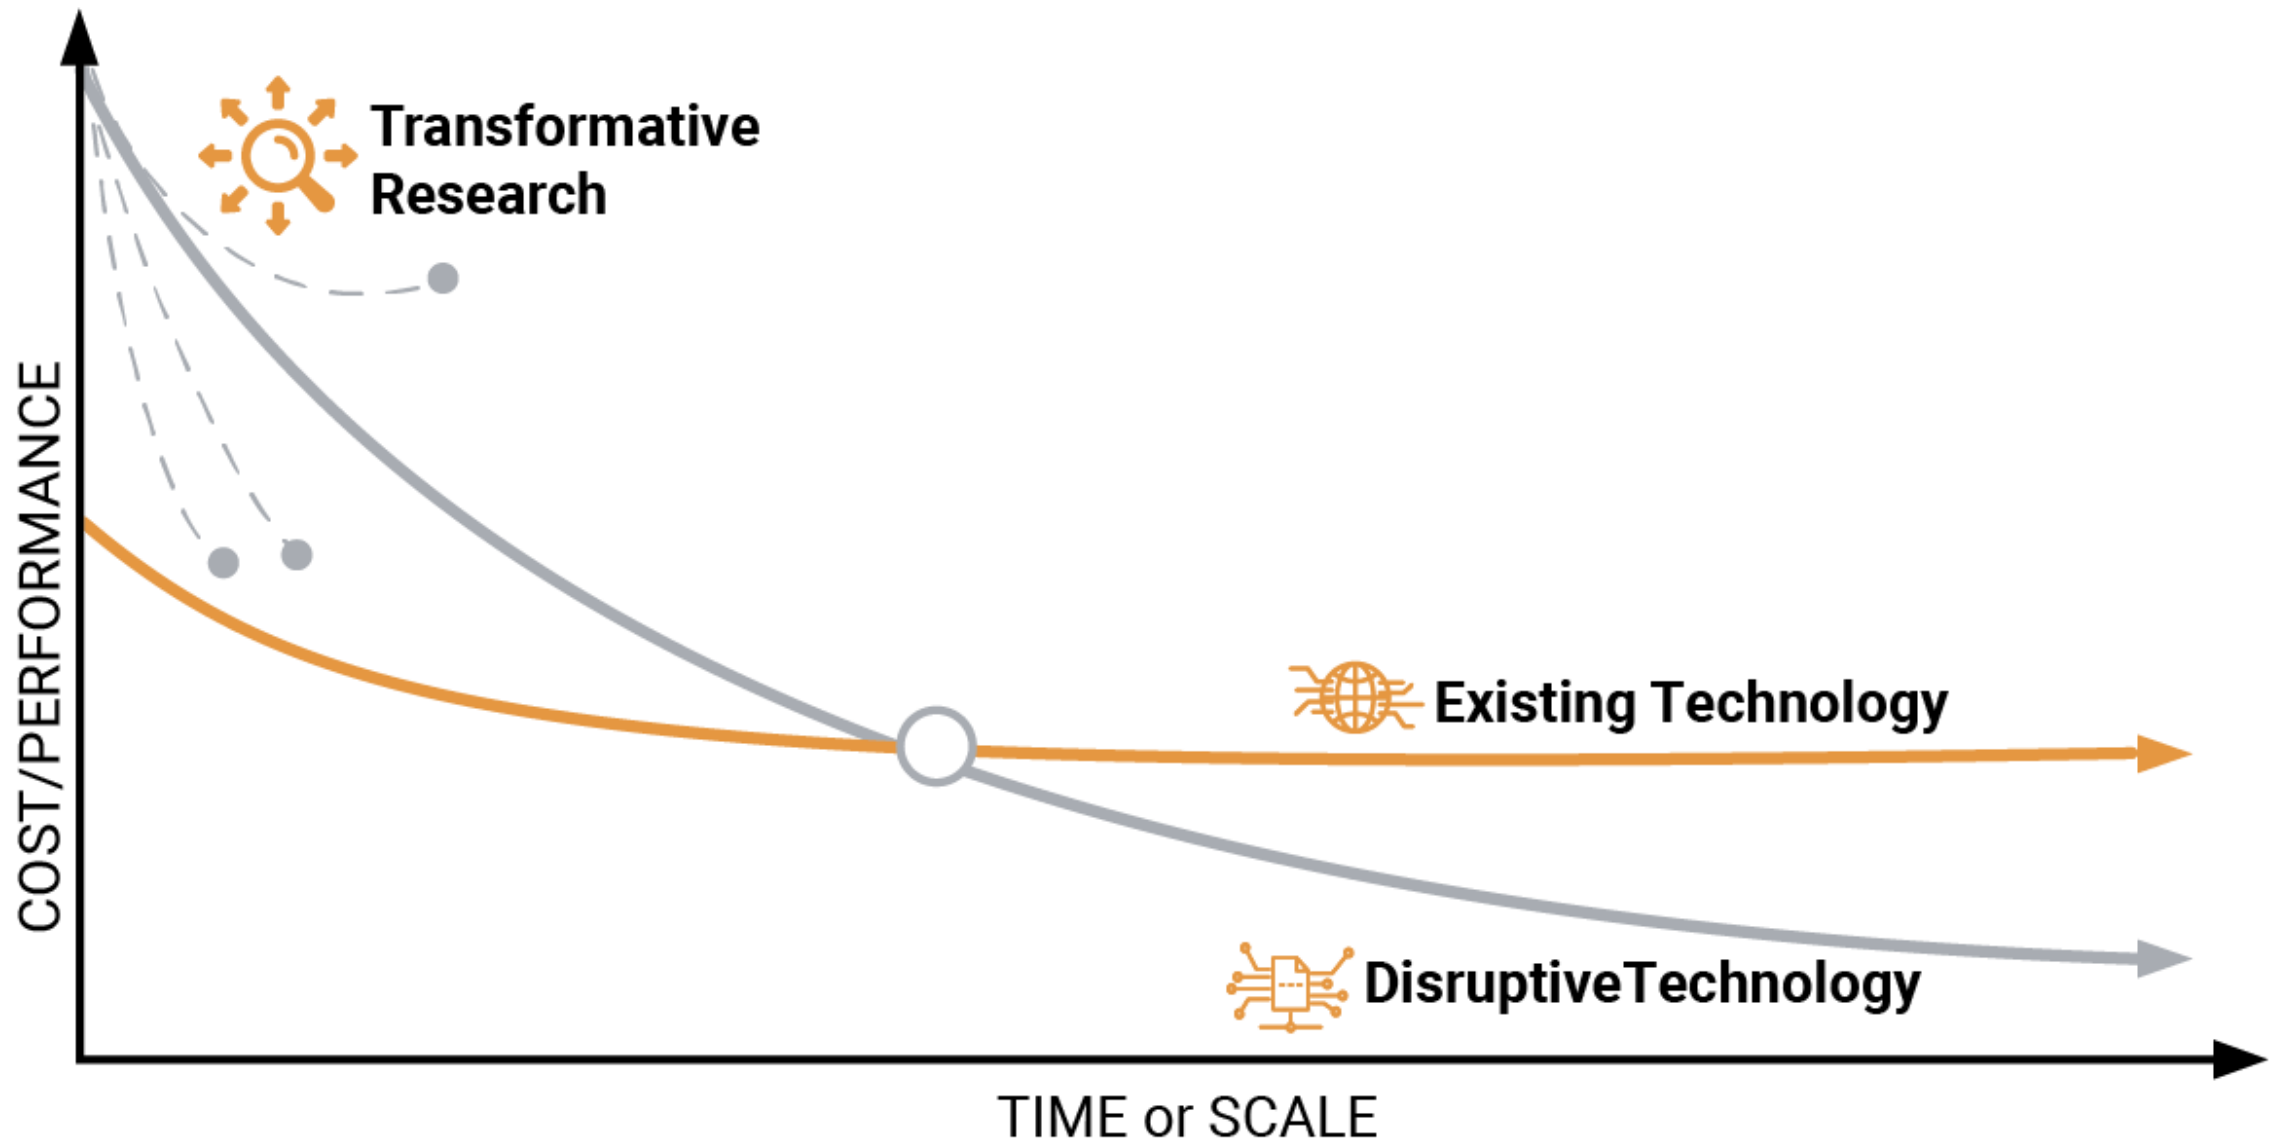 Transformative
Research
COST/PERFORMANCE
Existing Technology
DisruptiveTechnology
TIME or SCALE